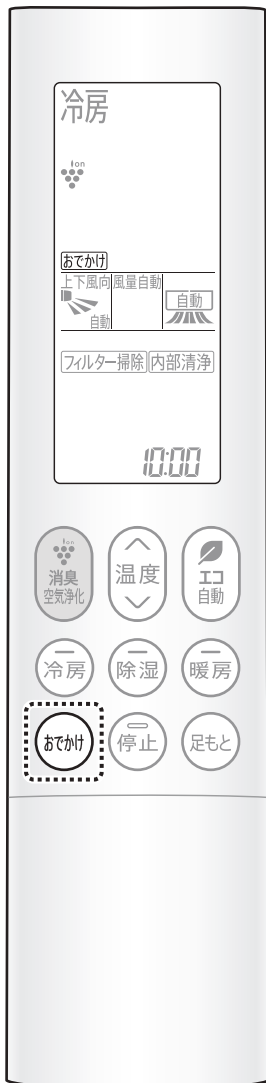 冷房
ion
おでかけ
上下風向 風量自動
自動
自動
フィルター掃除 内部清浄
10:00
ion
消臭
空気浄化
温度
エコ
自動
冷房
除湿
暖房
おでかけ
停止
足もと